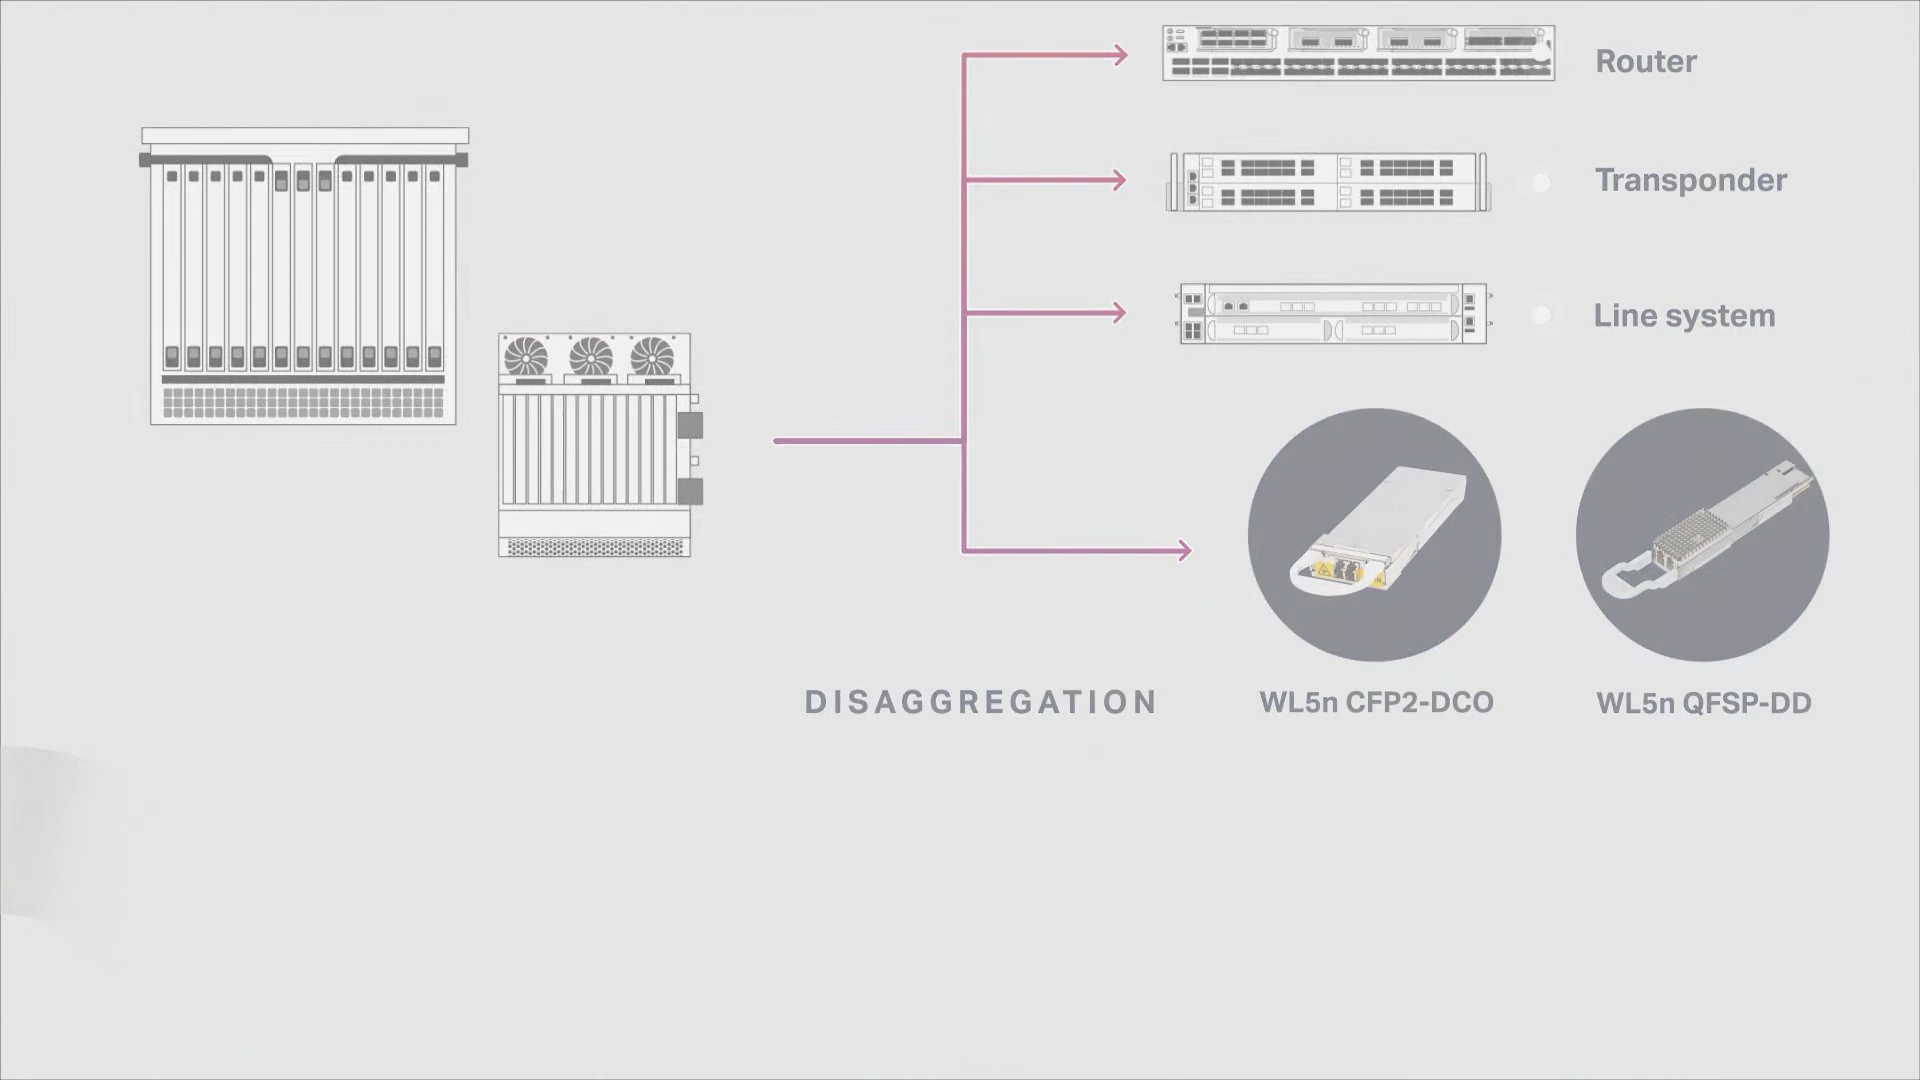 Router
Transponder
Line system
DISAGGREGATION
WL5n CFP2-DCO
WL5n QFSP-DD